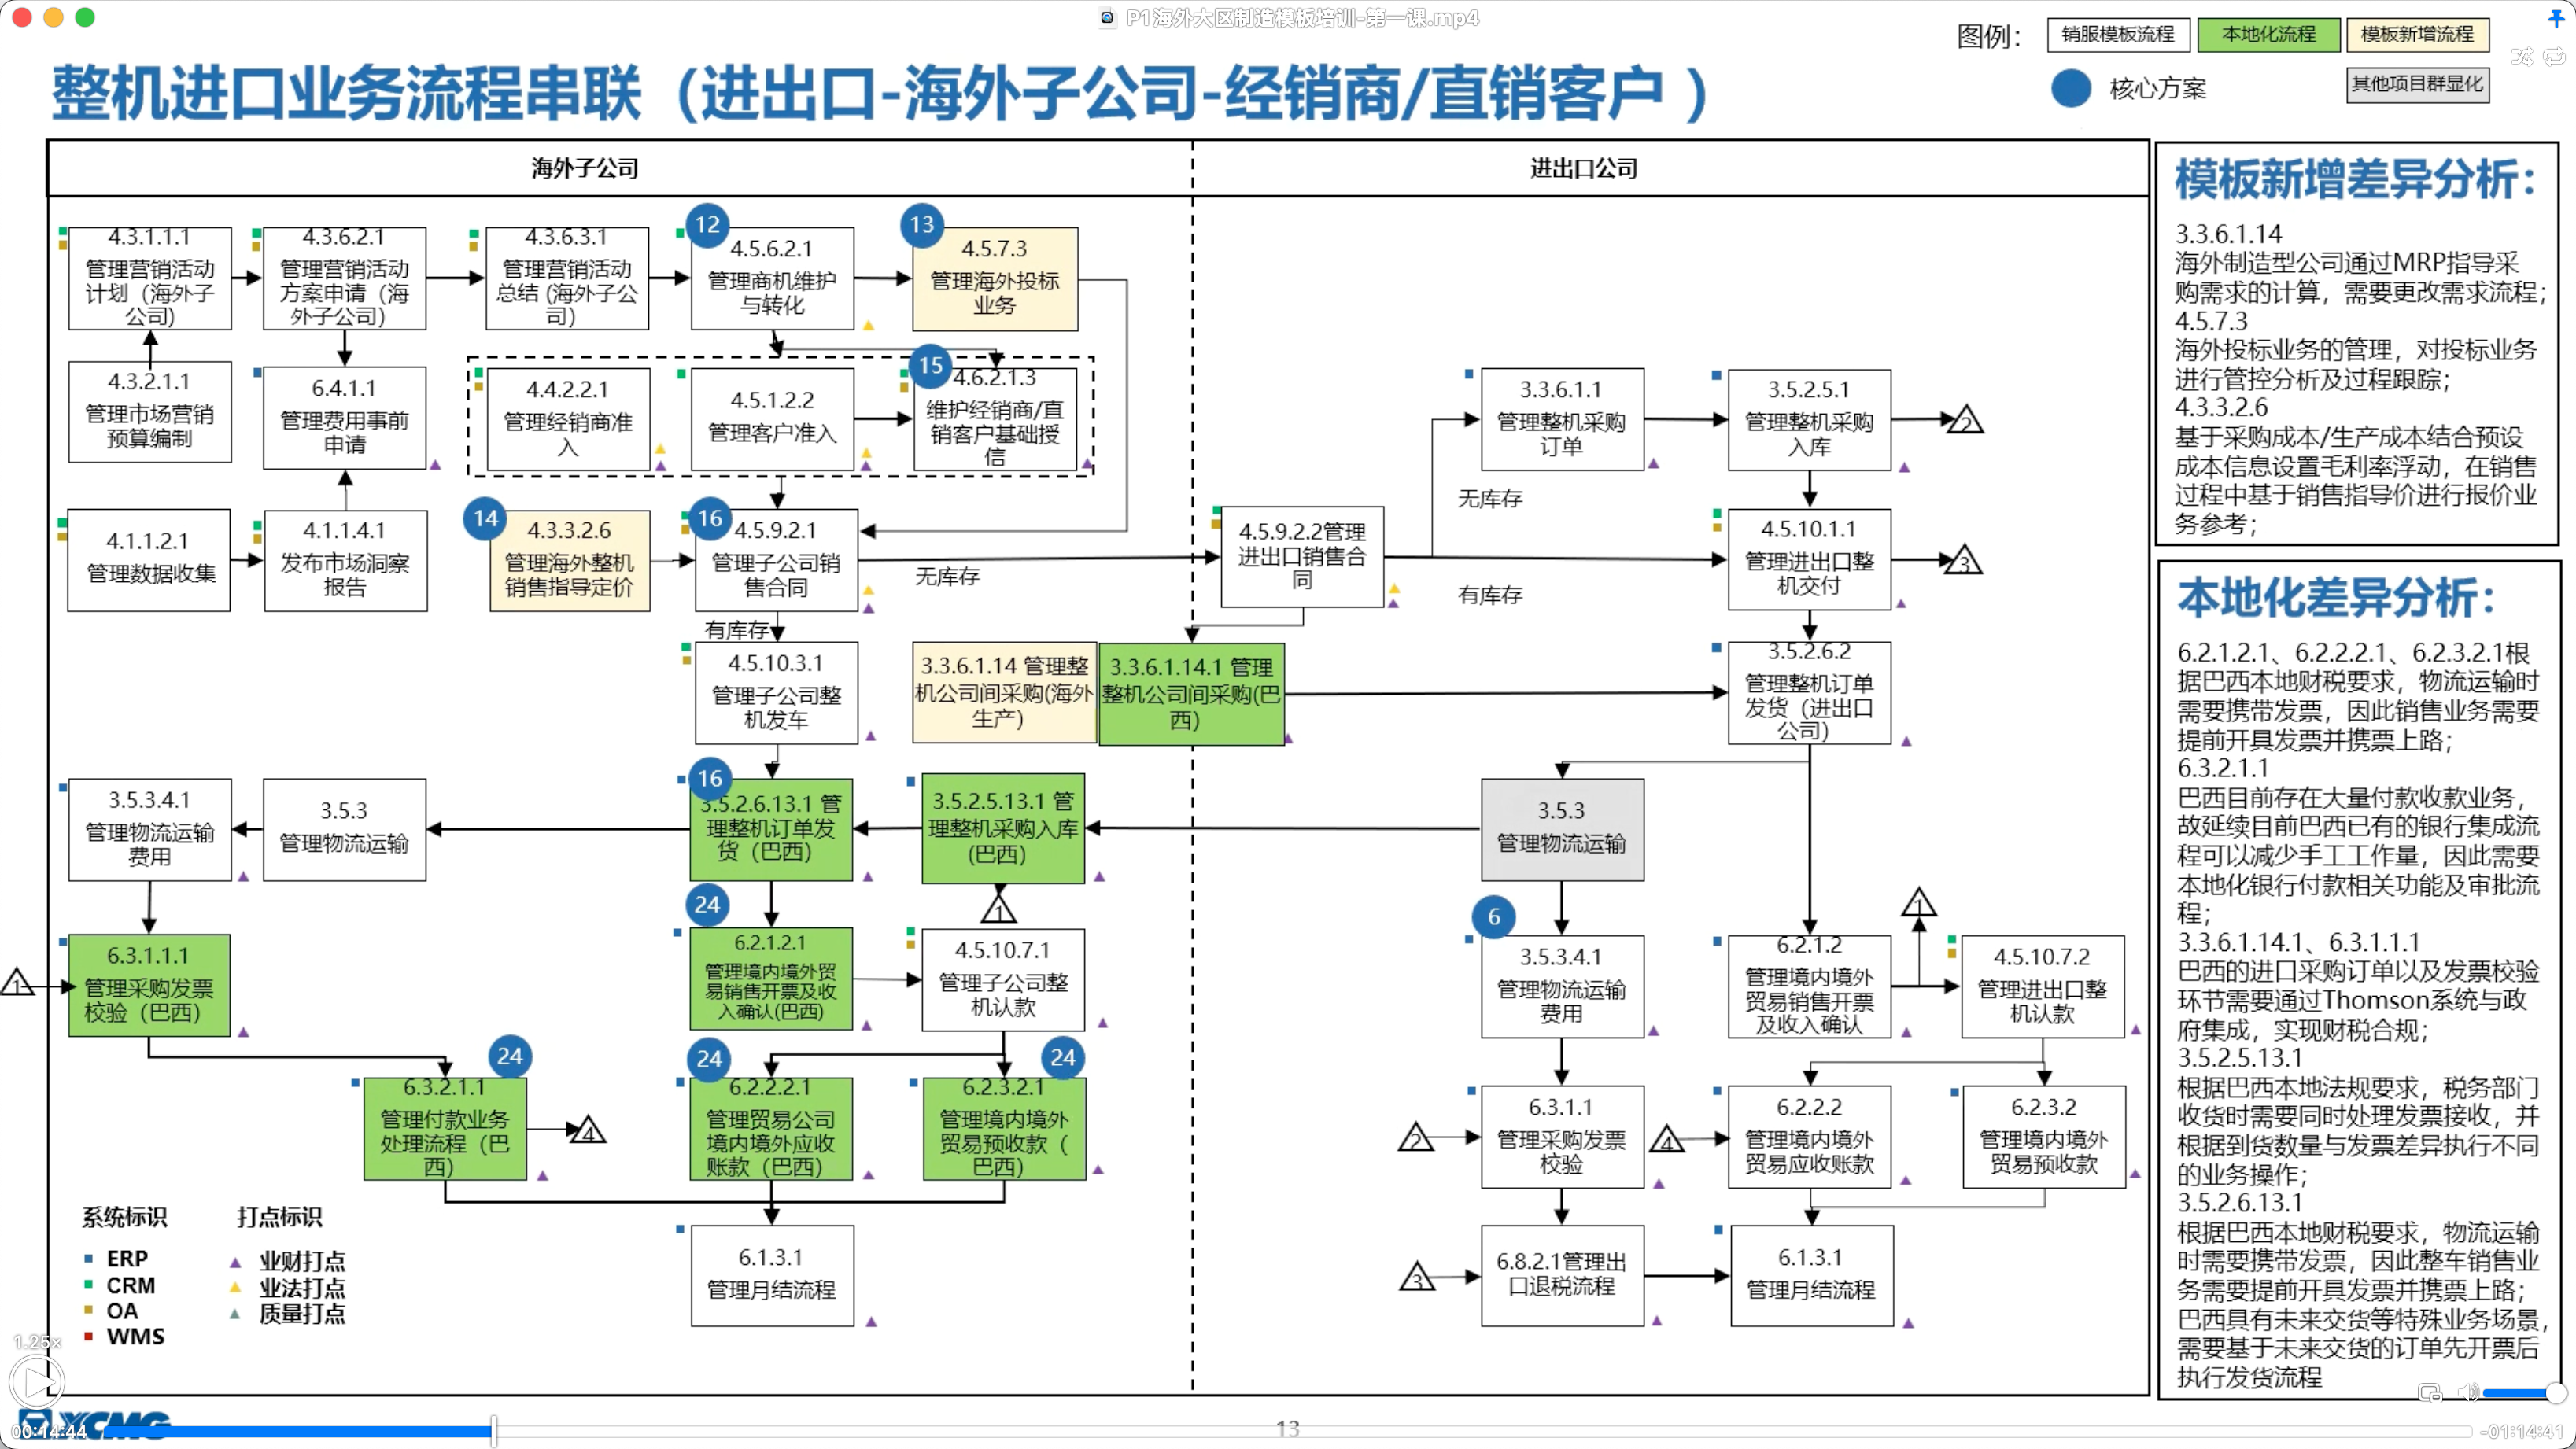 P1海外大区制造模板培训-第一课.mp4
整机进口业务流程串联（进出口-海外子公司-经销商/直销客户 ）
图例：
销服模板流程
本地化流程
模板新增流程
核心方案
其他项目群显化
海外子公司
进出口公司
4.3.1.1.1
管理营销活动
计划（海外子
公司)
4.3.6.2.1
管理营销活动
方案申请（海
外子公司）
4.3.6.3.1
管理营销活动
总结 (海外子公
司)
12
4.5.6.2.1
管理商机维护
与转化
13
4.5.7.3
管理海外投标
业务
4.3.2.1.1
管理市场营销
预算编制
6.4.1.1
管理费用事前
申请
4.4.2.2.1
管理经销商准
入
4.5.1.2.2
管理客户准入
15
4.6.2.1.3
维护经销商/直
销客户基础授
信
3.3.6.1.1
管理整机采购
订单
3.5.2.5.1
管理整机采购
入库
2
4.1.1.2.1
管理数据收集
4.1.1.4.1
发布市场洞察
报告
14
4.3.3.2.6
管理海外整机
销售指导定价
16
4.5.9.2.1
管理子公司销
售合同
无库存
4.5.9.2.2管理
进出口销售合
同
无库存
有库存
4.5.10.1.1
管理进出口整
机交付
3
有库存
4.5.10.3.1
管理子公司整
机发车
3.3.6.1.14 管理整
机公司间采购(海外
生产)
3.3.6.1.14.1 管理
整机公司间采购(巴
西)
3.5.2.6.2
管理整机订单
发货（进出口
公司)
3.5.3.4.1
管理物流运输
费用
3.5.3
管理物流运输
16
3.5.2.6.13.1 管
理整机订单发
货（巴西）
3.5.2.5.13.1 管
理整机采购入库
(巴西)
3.5.3
管理物流运输
1
6.3.1.1.1
管理采购发票
校验（巴西）
24
6.2.1.2.1
管理境内境外贸
易销售开票及收
入确认(巴西)
1
4.5.10.7.1
管理子公司整
机认款
6
3.5.3.4.1
管理物流运输
费用
6.2.1.2
管理境内境外
贸易销售开票
及收入确认
1
4.5.10.7.2
管理进出口整
机认款
24
6.3.2.1.1
管理付款业务
处理流程（巴
西）
4
24
6.2.2.2.1
管理贸易公司
境内境外应收
账款（巴西）
24
6.2.3.2.1
管理境内境外
贸易预收款（
巴西）
2
6.3.1.1
管理采购发票
校验
4
6.2.2.2
管理境内境外
贸易应收账款
6.2.3.2
管理境内境外
贸易预收款
6.1.3.1
管理月结流程
3
6.8.2.1管理出
口退税流程
6.1.3.1
管理月结流程
系统标识
ERP
CRM
OA
WMS
打点标识
业财打点
业法打点
质量打点
模板新增差异分析：
3.3.6.1.14
海外制造型公司通过MRP指导采
购需求的计算，需要更改需求流程；
4.5.7.3
海外投标业务的管理，对投标业务
进行管控分析及过程跟踪；
4.3.3.2.6
基于采购成本/生产成本结合预设
成本信息设置毛利率浮动，在销售
过程中基于销售指导价进行报价业
务参考；
本地化差异分析：
6.2.1.2.1、6.2.2.2.1、6.2.3.2.1根
据巴西本地财税要求，物流运输时
需要携带发票，因此销售业务需要
提前开具发票并携票上路；
6.3.2.1.1
巴西目前存在大量付款收款业务，
故延续目前巴西已有的银行集成流
程可以减少手工工作量，因此需要
本地化银行付款相关功能及审批流
程；
3.3.6.1.14.1、6.3.1.1.1
巴西的进口采购订单以及发票校验
环节需要通过Thomson系统与政
府集成，实现财税合规；
3.5.2.5.13.1
根据巴西本地法规要求，税务部门
收货时需要同时处理发票接收，并
根据到货数量与发票差异执行不同
的业务操作；
3.5.2.6.13.1
根据巴西本地财税要求，物流运输
时需要携带发票，因此整车销售业
务需要提前开具发票并携票上路；
巴西具有未来交货等特殊业务场景，
需要基于未来交货的订单先开票后
执行发货流程
1.25×
XCMG
00:14:44
13
-01:14:41